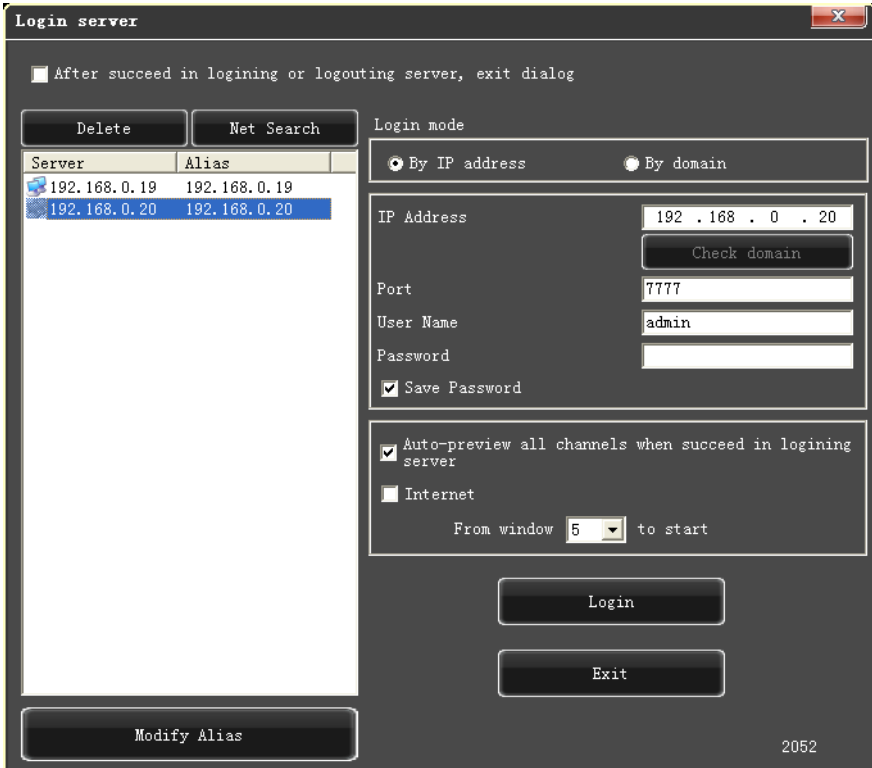 Login server
After succeed in logining or logouting server, exit dialog
Delete
Net Search
Server
Alias
192.168.0.19
192.168.0.19
192.168.0.20
192.168.0.20
Modify Alias
Login mode
By IP address
By domain
IP Address
192 .168 . 0 . 20
Check domain
Port
7777
User Name
admin
Password
Save Password
Auto-preview all channels when succeed in logining
server
Internet
From window
5
to start
Login
Exit
2052